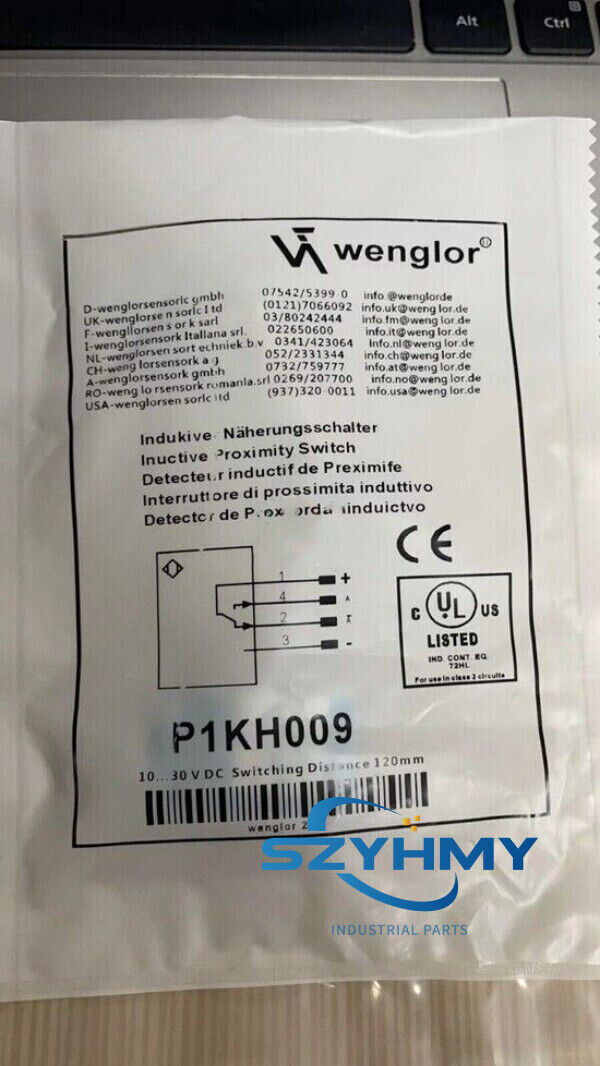 Alt
Ctrl
wenglor®
D-wenglorsensorlc gmbh 07542/5399-0 info.@wenglorde
UK-wenglorse n sorlc l td (0121)7066092 info.uk@weng lor.de
F-wengllorsen s or k sarl 03/80242444 info.fm@weng lor.de
I-wenglorsensork Itallana srl. 022650600 info.it@weng lor.de
NL-wenglorsen sort echniek.b.v 0341/423064 Info.nl@weng lor.de
CH-weng lorsensork a g 052/2331344 info.ch@weng lor.de
A-wenglorsensork gmbh 0732/759777 info.at@weng lor.de
RO-weng lo rsensork romanla.srl 0269/207700 info.no@weng lor.de
USA-wenglorsen sorlc ltd (937)320-0011 info.usa@weng lor.de
Indukive Näherungsschalter
Inuctive Proximity Switch
Detecteur inductif de Preximife
Interruttore di prossimita induttivo
Detector de
CE
1 +
4 A
2 A
3 -
C UL US
LISTED
IND. CONT. EQ.
72HL
For use in class 2 circuits
P1KH009
10...30 V DC Switching Distance 120mm
wenglor 2
SZYHMY
INDUSTRIAL PARTS